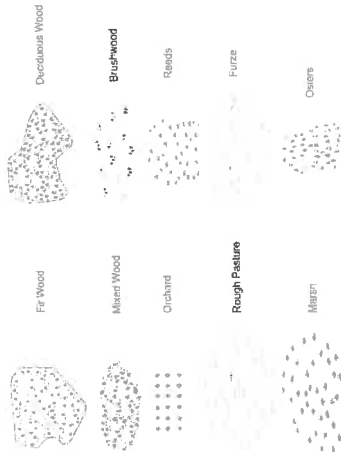 Fir Wood
Deciduous Wood
Mixed Wood
Brushwood
Orchard
Reeds
Rough Pasture
Furze
Marsh
Osiers